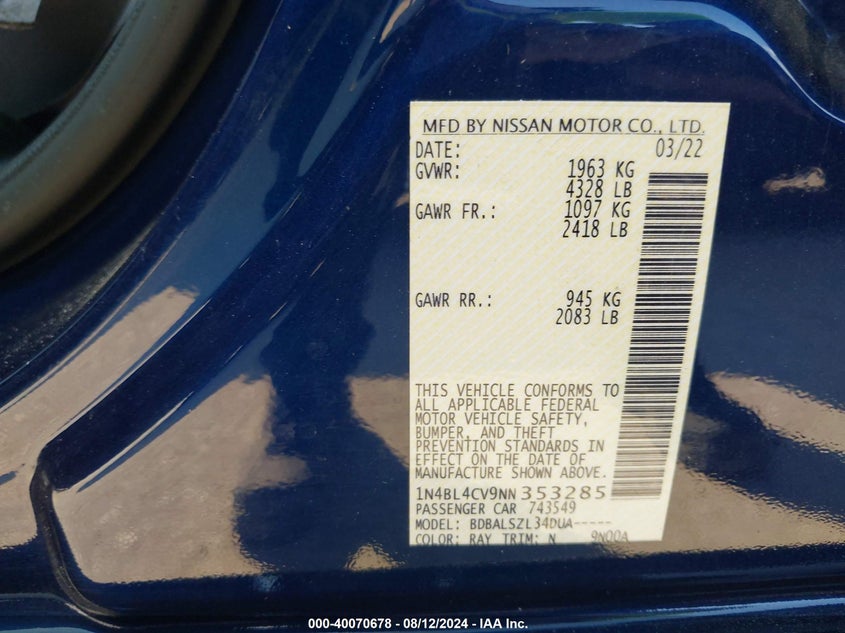 MFD BY NISSAN MOTOR CO., LTD.
DATE: 03/22
GVWR: 1963 KG
4328 LB
GAWR FR.: 1097 KG
2418 LB
GAWR RR.: 945 KG
2083 LB
THIS VEHICLE CONFORMS TO
ALL APPLICABLE FEDERAL
MOTOR VEHICLE SAFETY,
BUMPER, AND THEFT
PREVENTION STANDARDS IN
EFFECT ON THE DATE OF
MANUFACTURE SHOWN ABOVE.
1N4BL4CV9NN353285
PASSENGER CAR 743549
MODEL: BDBALSZL34DUA-----
COLOR: RAY TRIM: N 9N00A
000-40070678 - 08/12/2024 - IAA Inc.